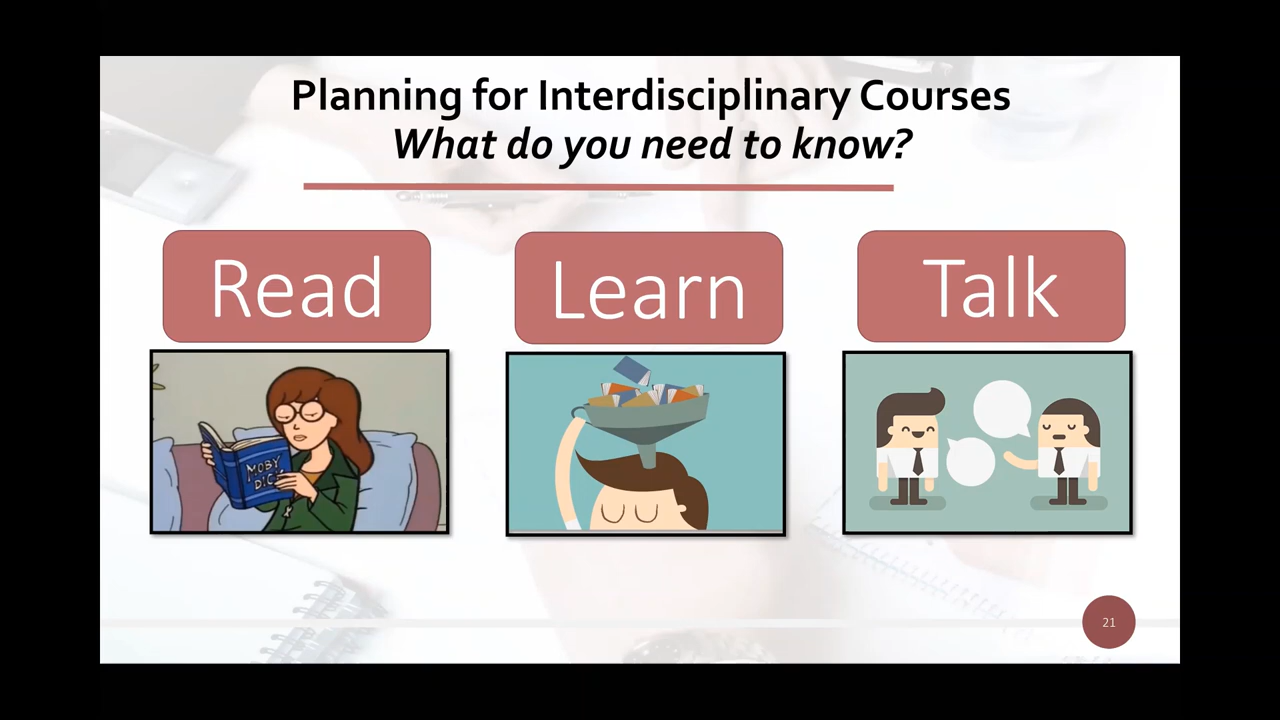 Planning for Interdisciplinary Courses
What do you need to know?
Read
Learn
Talk
MOBY
DICK
21